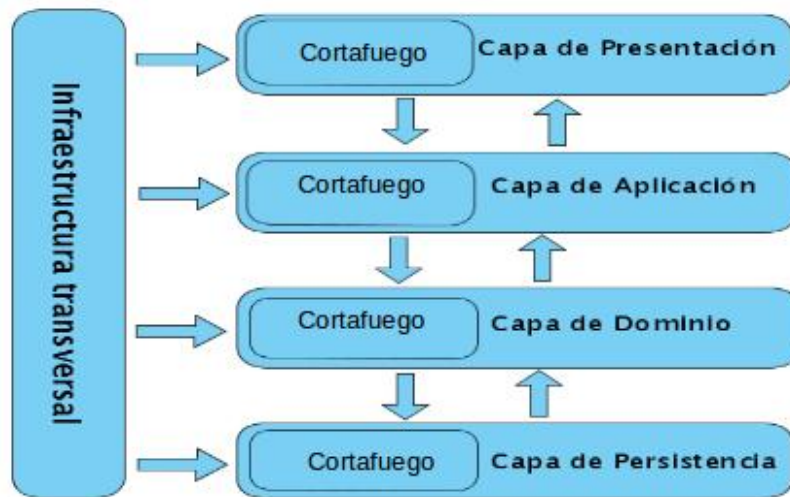 Infraestructura transversal
Cortafuego
Capa de Presentación
Cortafuego
Capa de Aplicación
Cortafuego
Capa de Dominio
Cortafuego
Capa de Persistencia